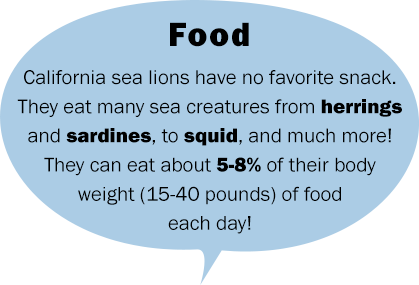 Food
California sea lions have no favorite snack.
They eat many sea creatures from herrings
and sardines, to squid, and much more!
They can eat about 5-8% of their body
weight (15-40 pounds) of food
each day!